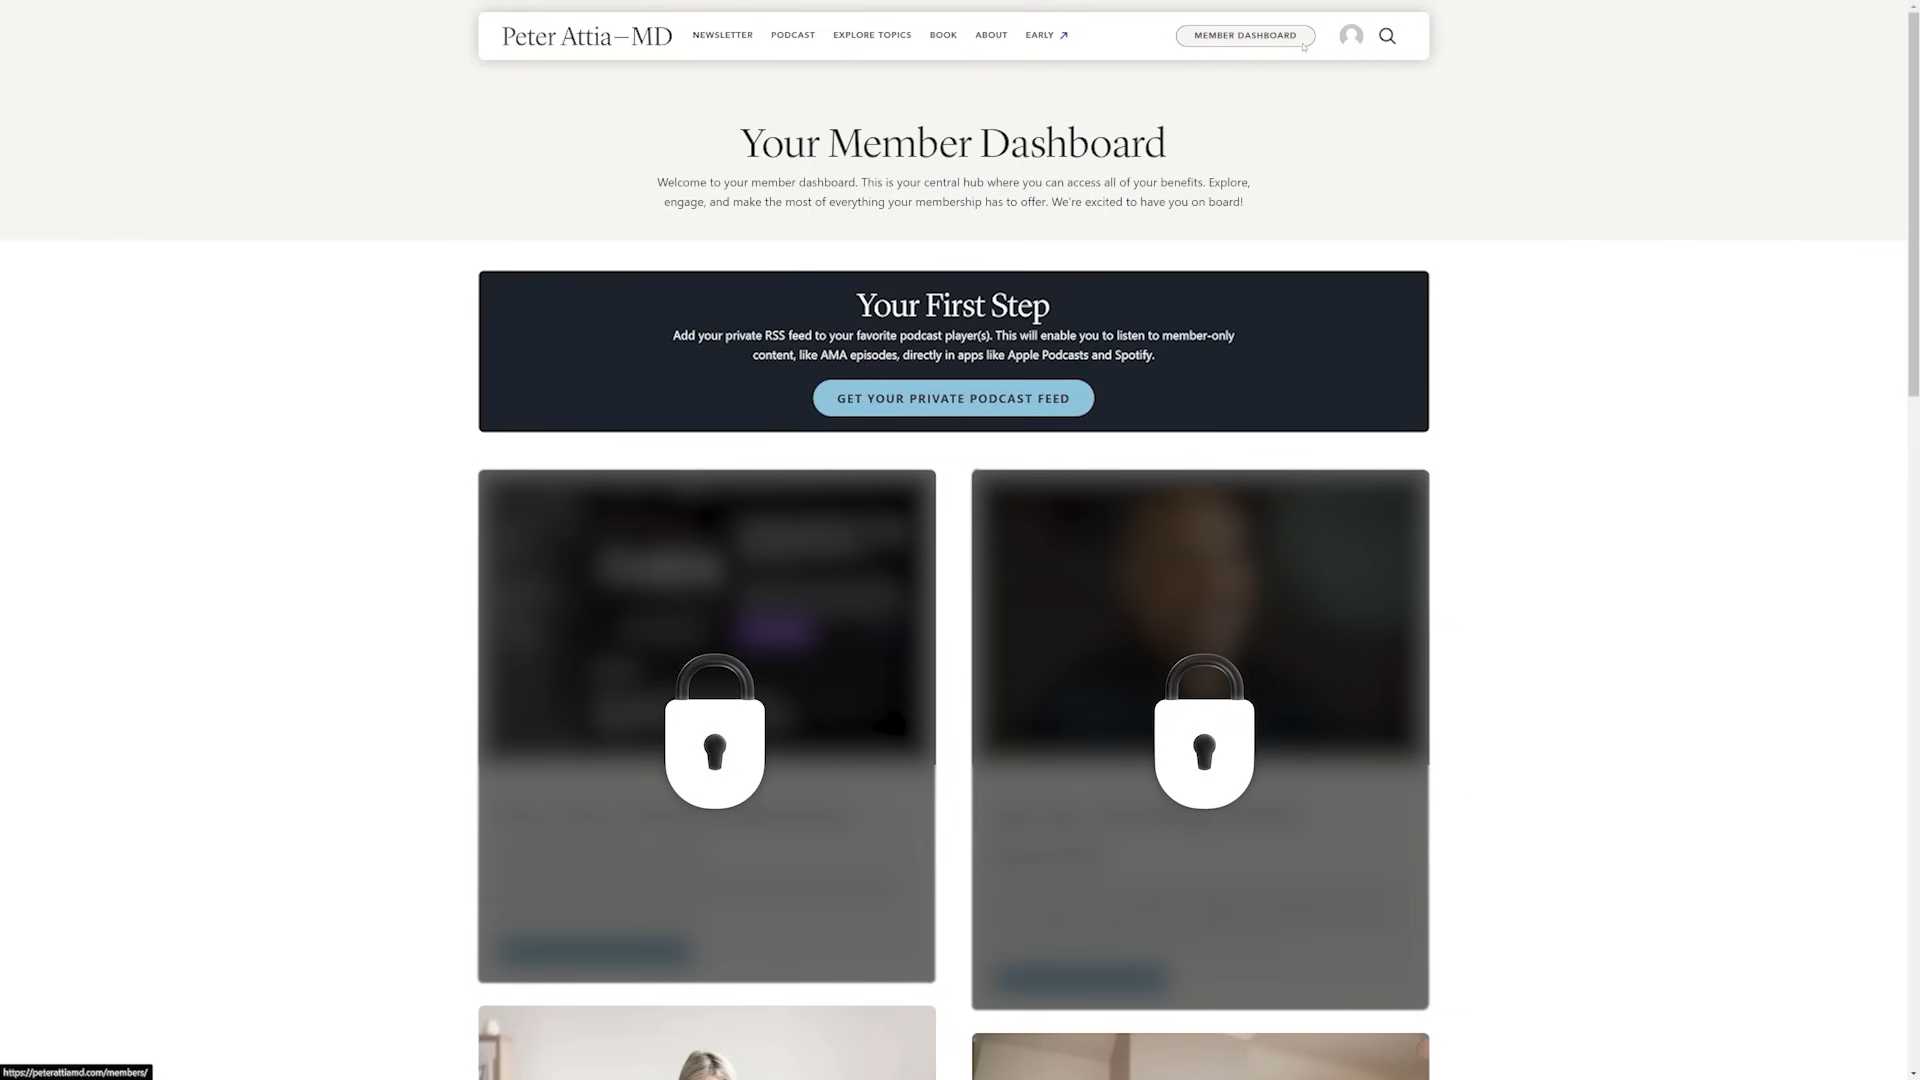 Peter Attia—MD
NEWSLETTER
PODCAST
EXPLORE TOPICS
BOOK
ABOUT
EARLY
MEMBER DASHBOARD
Your Member Dashboard
Welcome to your member dashboard. This is your central hub where you can access all of your benefits. Explore,
engage, and make the most of everything your membership has to offer. We're excited to have you on board!
Your First Step
Add your private RSS feed to your favorite podcast player(s). This will enable you to listen to member-only
content, like AMA episodes, directly in apps like Apple Podcasts and Spotify.
GET YOUR PRIVATE PODCAST FEED
https://peterattiamd.com/members/